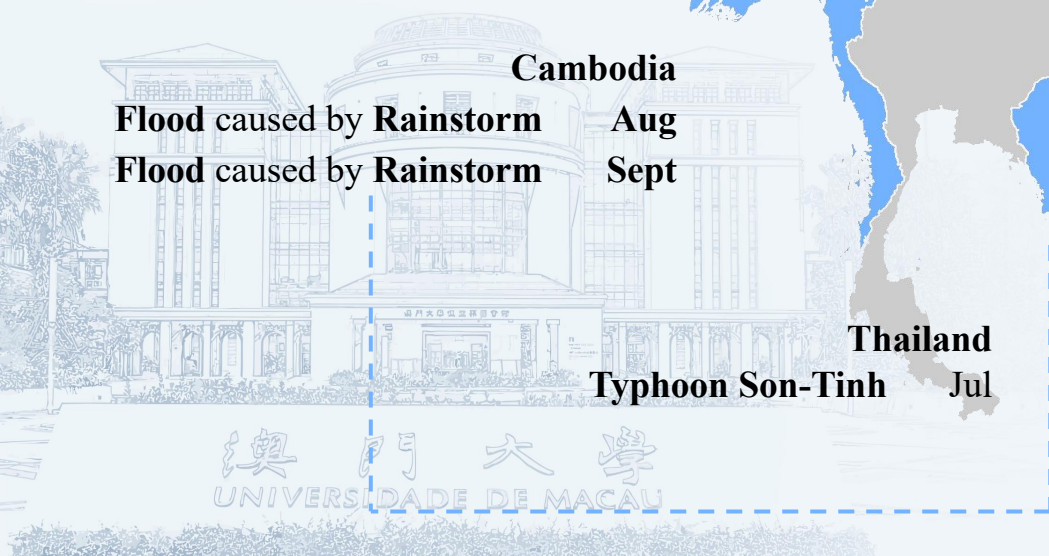 Cambodia
Flood caused by Rainstorm Aug
Flood caused by Rainstorm Sept
Thailand
Typhoon Son-Tinh Jul
澳門大學
UNIVERSIDADE DE MACAU